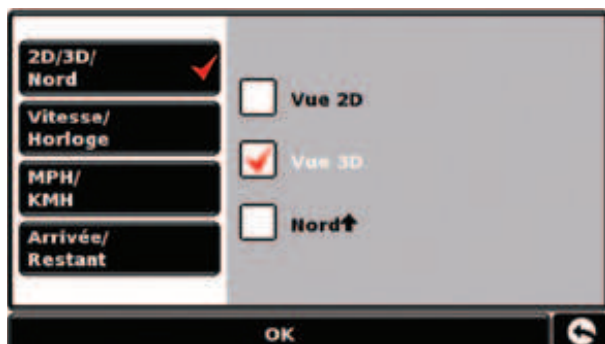 2D/3D/
Nord
Vitesse/
Horloge
MPH/
KMH
Arrivée/
Restant
Vue 2D
Vue 3D
Nord
OK